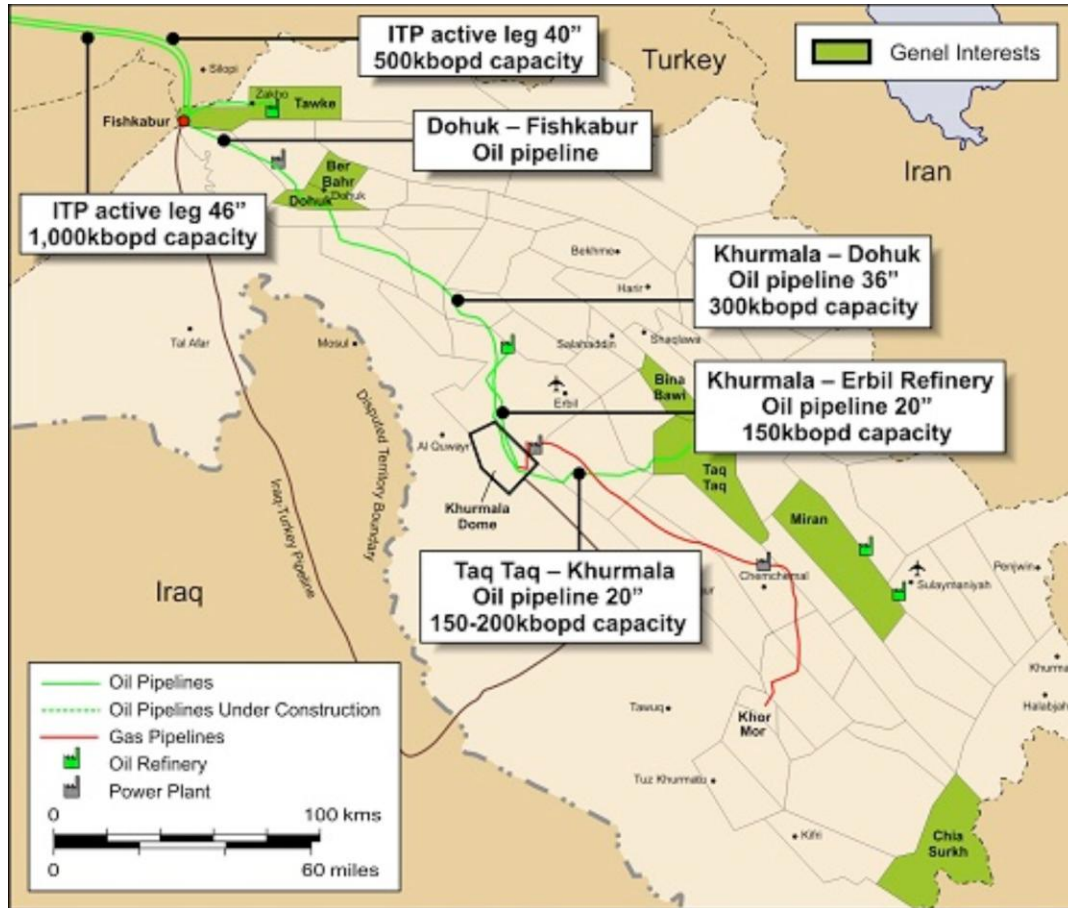 ITP active leg 40”
500kbopd capacity
Turkey
Genel Interests
Silopi
Zakho
Tawke
Fishkabur
Dohuk – Fishkabur
Oil pipeline
Iran
Ber
Bahr
Dohuk
Dohuk
ITP active leg 46”
1,000kbopd capacity
Bekhme
Khurmala – Dohuk
Oil pipeline 36”
300kbopd capacity
Harir
Tal Afar
Mosul
Salahaddin
Shaqlawa
Bina
Bawi
Erbil
Khurmala – Erbil Refinery
Oil pipeline 20”
150kbopd capacity
Disputed Territory
Boundary
Al Quwayr
Khurmala
Dome
Taq
Taq
Iraq-Turkey Pipeline
Miran
Iraq
Taq Taq – Khurmala
Oil pipeline 20”
150-200kbopd capacity
Chemchemal
Penjwin
Sulaymaniyah
Oil Pipelines
Oil Pipelines Under Construction
Gas Pipelines
Oil Refinery
Power Plant
0
100 kms
0
60 miles
Khurma
Halabjah
Tawuq
Khor
Mor
Tuz Khurmatu
Kifri
Chia
Surkh